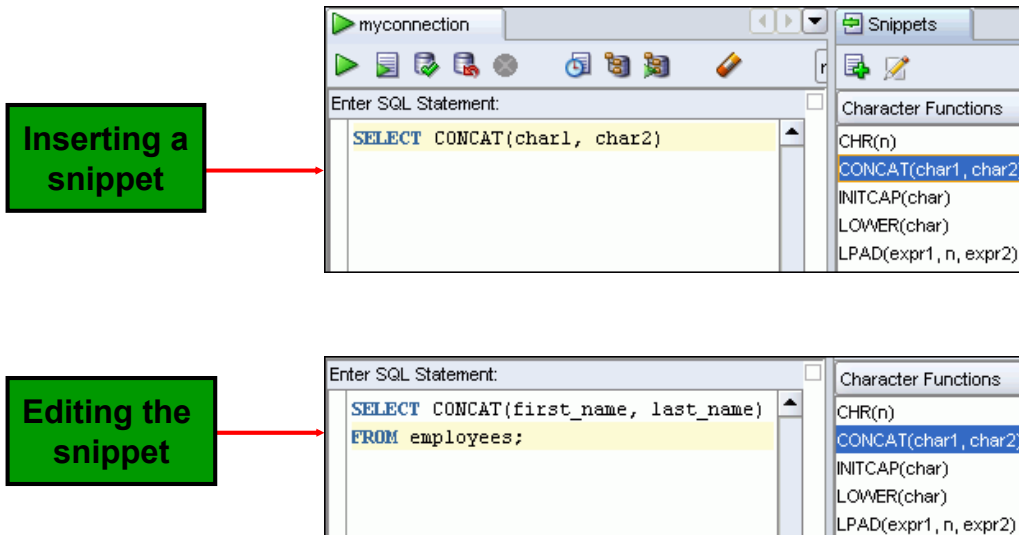 myconnection
Snippets
Enter SQL Statement:
Character Functions
Inserting a
snippet
SELECT CONCAT(char1, char2)
CHR(n)
CONCAT(char1, char2
INITCAP(char)
LOWER(char)
LPAD(expr1, n, expr2)
Enter SQL Statement:
Character Functions
Editing the
snippet
SELECT CONCAT(first_name, last_name)
FROM employees;
CHR(n)
CONCAT(char1, char2)
INITCAP(char)
LOWER(char)
LPAD(expr1, n, expr2)